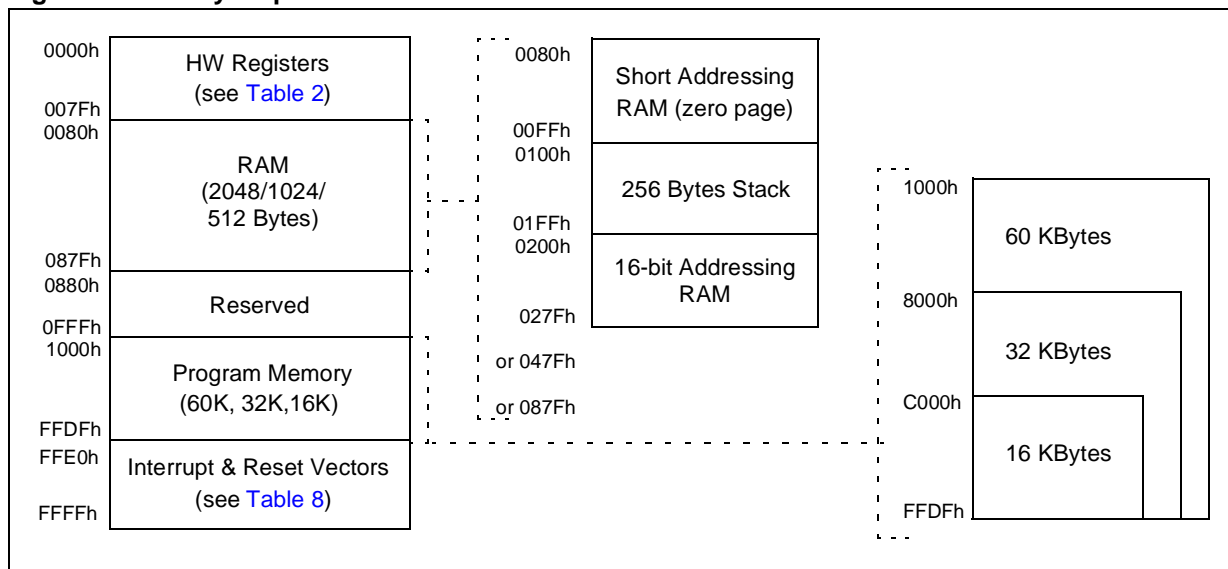 0000h
HW Registers
(see Table 2)
007Fh
0080h
RAM
(2048/1024/
512 Bytes)
087Fh
0880h
Reserved
0FFFh
1000h
Program Memory
(60K, 32K,16K)
FFDFh
FFE0h
Interrupt & Reset Vectors
(see Table 8)
FFFFh
0080h
Short Addressing
RAM (zero page)
00FFh
0100h
256 Bytes Stack
01FFh
0200h
16-bit Addressing
RAM
027Fh
or 047Fh
or 087Fh
1000h
60 KBytes
8000h
32 KBytes
C000h
16 KBytes
FFDFh